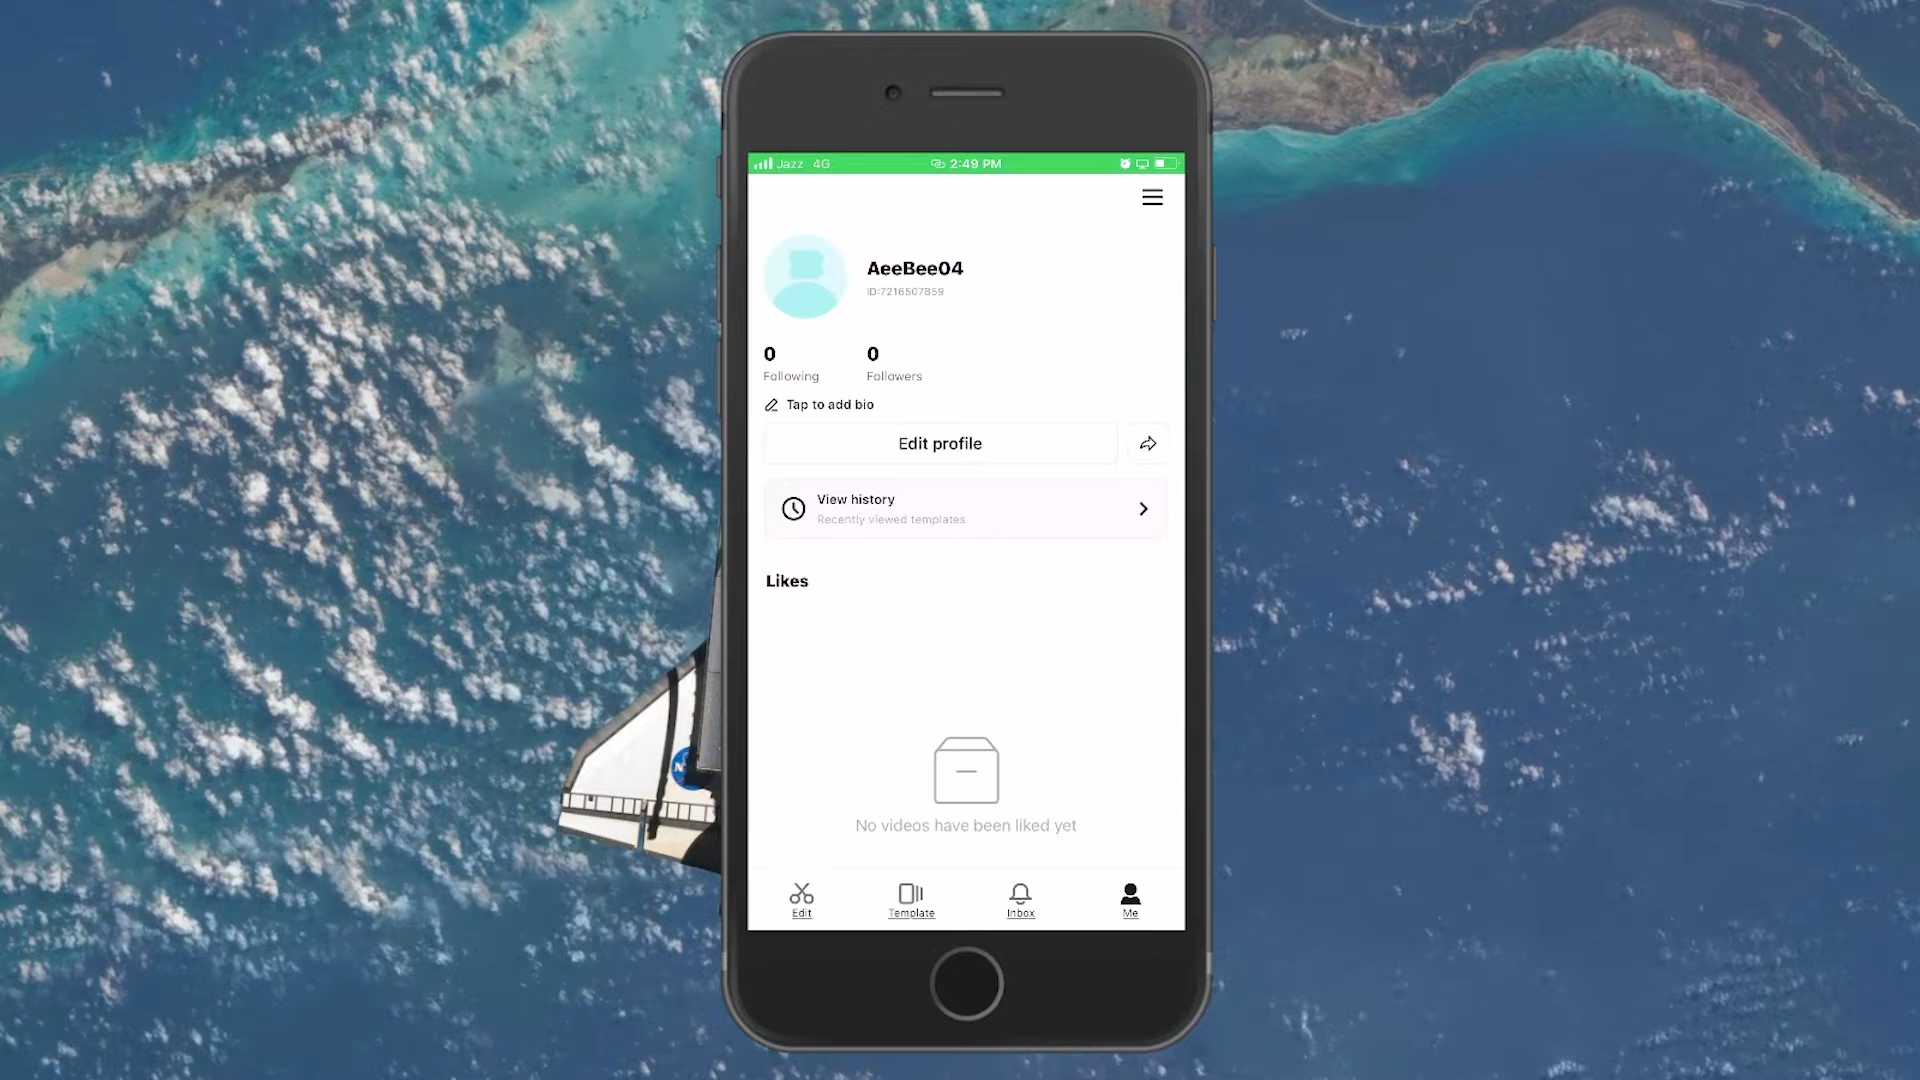 Jazz 4G 2:49 PM
AeeBee04
ID:7216507859
0 0
Following Followers
Tap to add bio
Edit profile
View history
Recently viewed templates
Likes
No videos have been liked yet
Edit Template Inbox Me